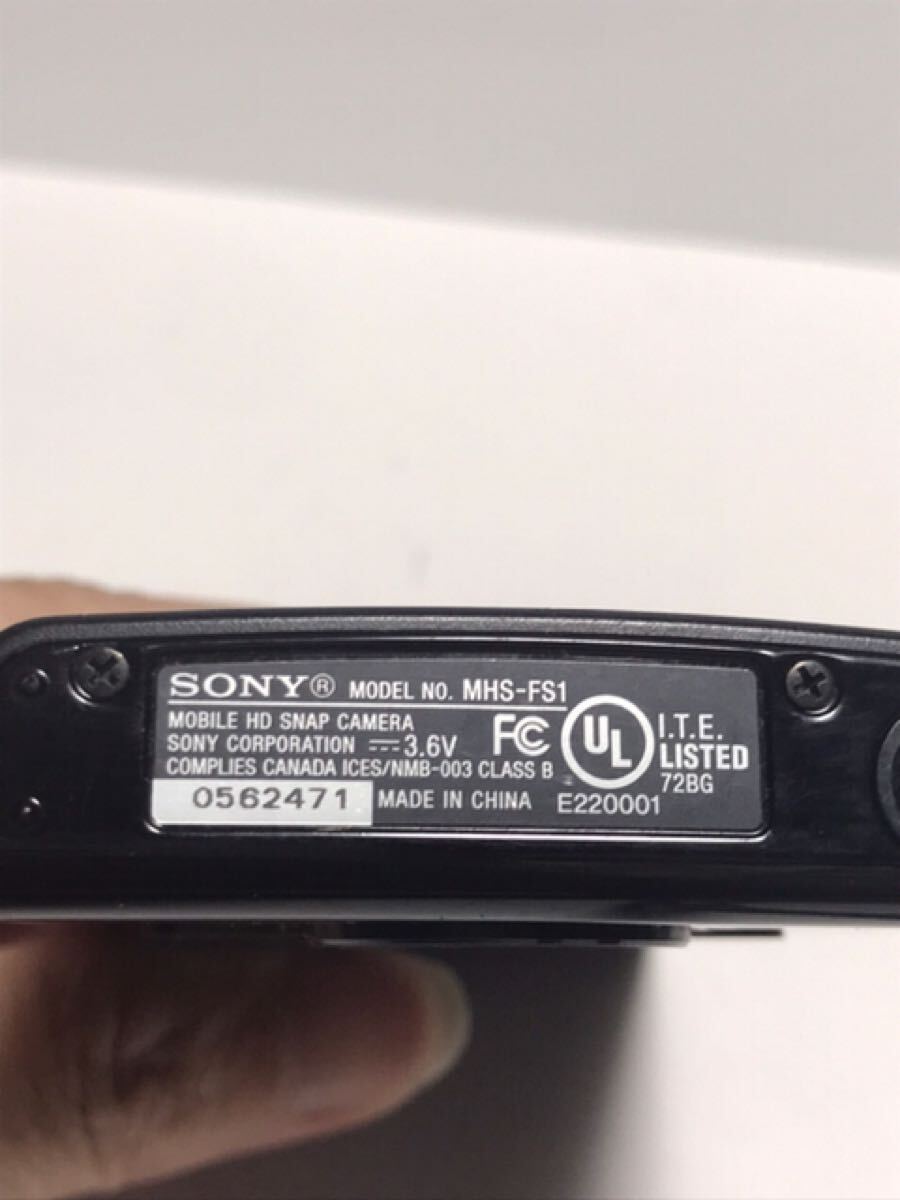 SONY® MODEL NO. MHS-FS1
MOBILE HD SNAP CAMERA
SONY CORPORATION ⎓3.6V
COMPLIES CANADA ICES/NMB-003 CLASS B
0562471 MADE IN CHINA E220001
FC
UL
I.T.E.
LISTED
72BG